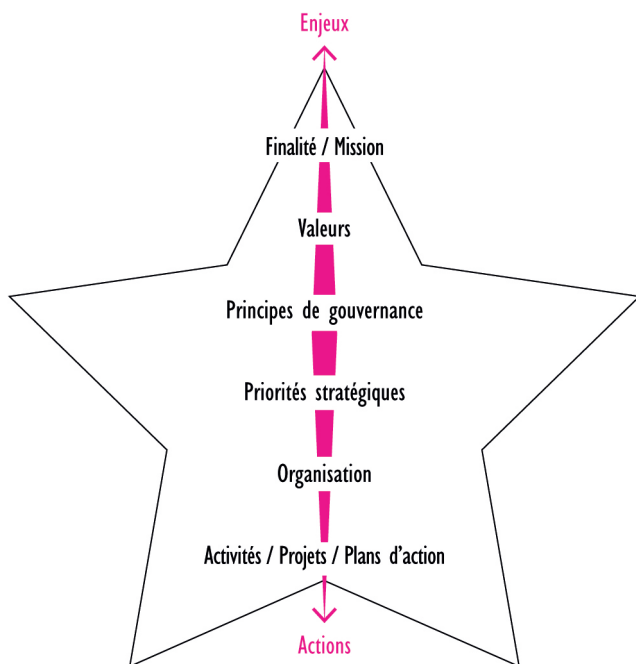 Enjeux
Finalité / Mission
Valeurs
Principes de gouvernance
Priorités stratégiques
Organisation
Activités / Projets / Plans d'action
Actions